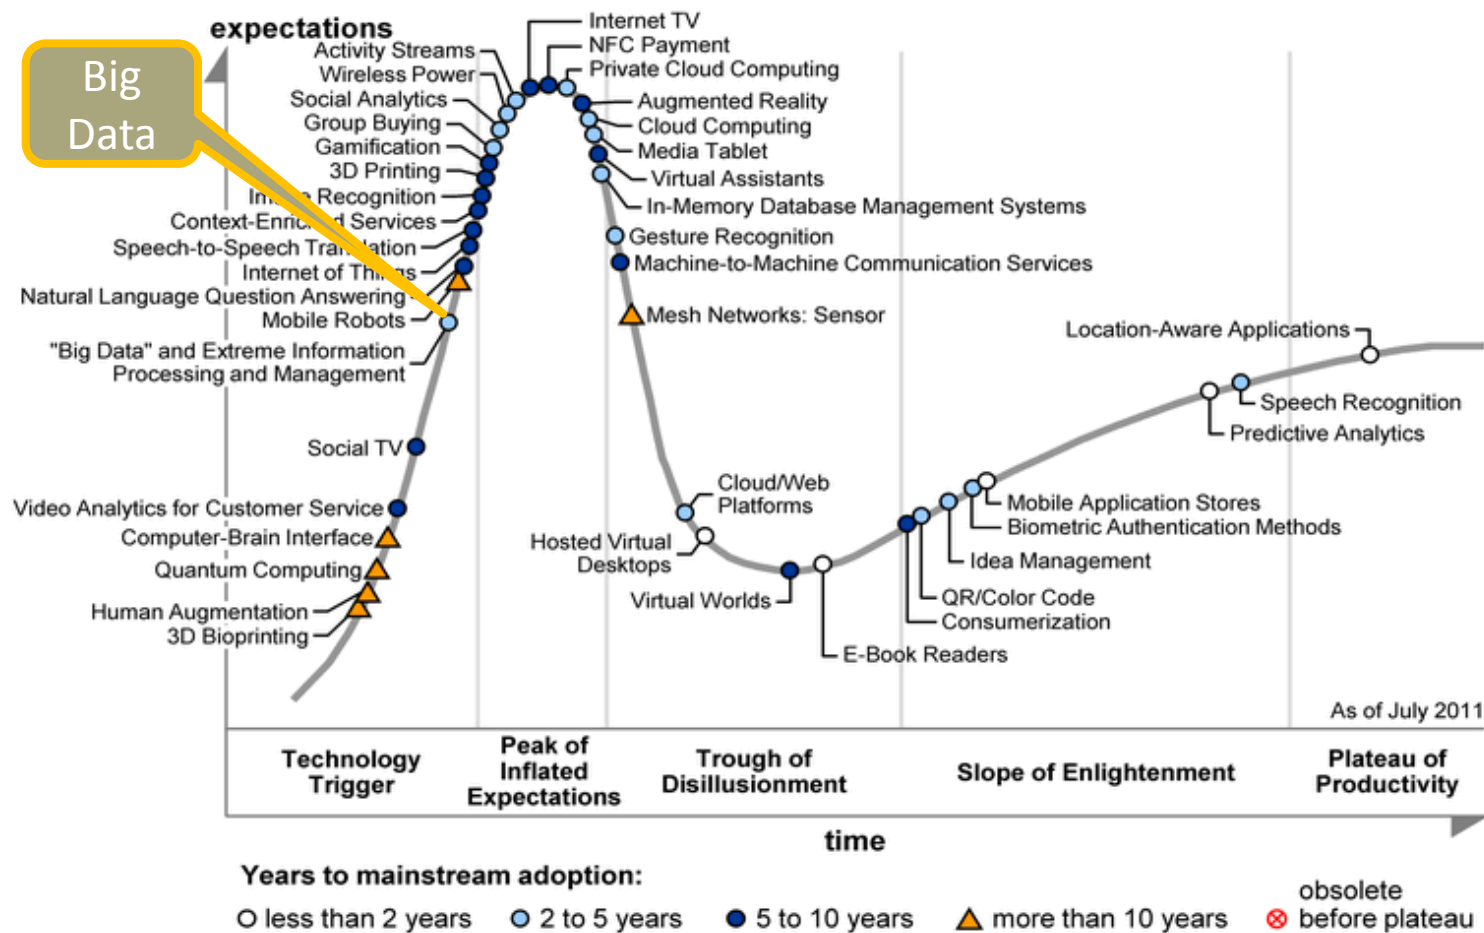 expectations
Big
Data
Activity Streams
Wireless Power
Social Analytics
Group Buying
Gamification
3D Printing
Image Recognition
Context-Enriched Services
Speech-to-Speech Translation
Internet of Things
Natural Language Question Answering
Mobile Robots
"Big Data" and Extreme Information
Processing and Management
Social TV
Video Analytics for Customer Service
Computer-Brain Interface
Quantum Computing
Human Augmentation
3D Bioprinting
Internet TV
NFC Payment
Private Cloud Computing
Augmented Reality
Cloud Computing
Media Tablet
Virtual Assistants
In-Memory Database Management Systems
Gesture Recognition
Machine-to-Machine Communication Services
Mesh Networks: Sensor
Cloud/Web
Platforms
Hosted Virtual
Desktops
Virtual Worlds
E-Book Readers
Consumerization
QR/Color Code
Idea Management
Biometric Authentication Methods
Mobile Application Stores
Predictive Analytics
Speech Recognition
Location-Aware Applications
As of July 2011
Technology
Trigger
Peak of
Inflated
Expectations
Trough of
Disillusionment
Slope of Enlightenment
Plateau of
Productivity
time
Years to mainstream adoption:
less than 2 years
2 to 5 years
5 to 10 years
more than 10 years
obsolete
before plateau